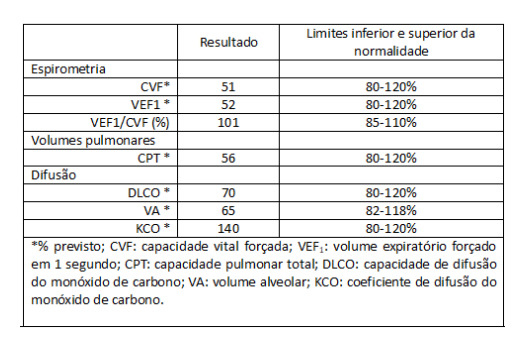 Resultado Limites inferior e superior da
normalidade
Espirometria
CVF* 51 80-120%
VEF1 * 52 80-120%
VEF1/CVF (%) 101 85-110%
Volumes pulmonares
CPT * 56 80-120%
Difusão
DLCO * 70 80-120%
VA * 65 82-118%
KCO * 140 80-120%
*% previsto; CVF: capacidade vital forçada; VEF₁: volume expiratório forçado
em 1 segundo; CPT: capacidade pulmonar total; DLCO: capacidade de difusão
do monóxido de carbono; VA: volume alveolar; KCO: coeficiente de difusão do
monóxido de carbono.